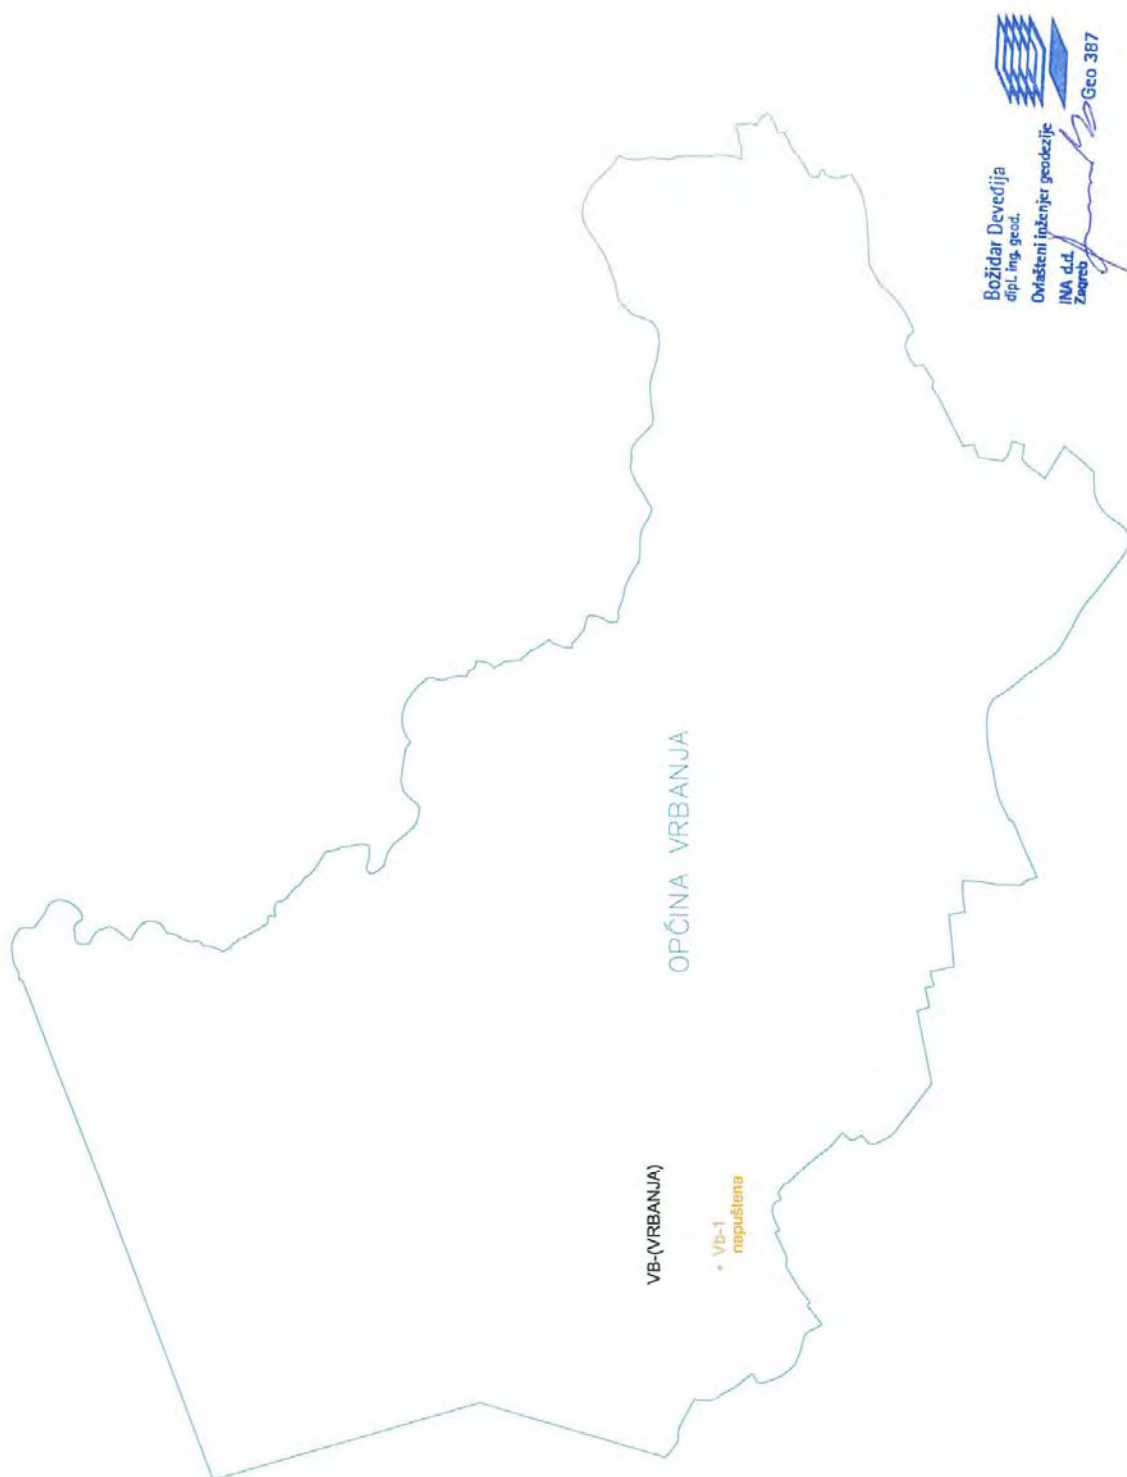 OPĆINA VRBANJA
VB-(VRBANJA)
Vb-1
napuštena
Božidar Devedija
dipl. ing. geod.
Ovlašteni inženjer geodezije
INA d.d.
Zagreb
Geo 387